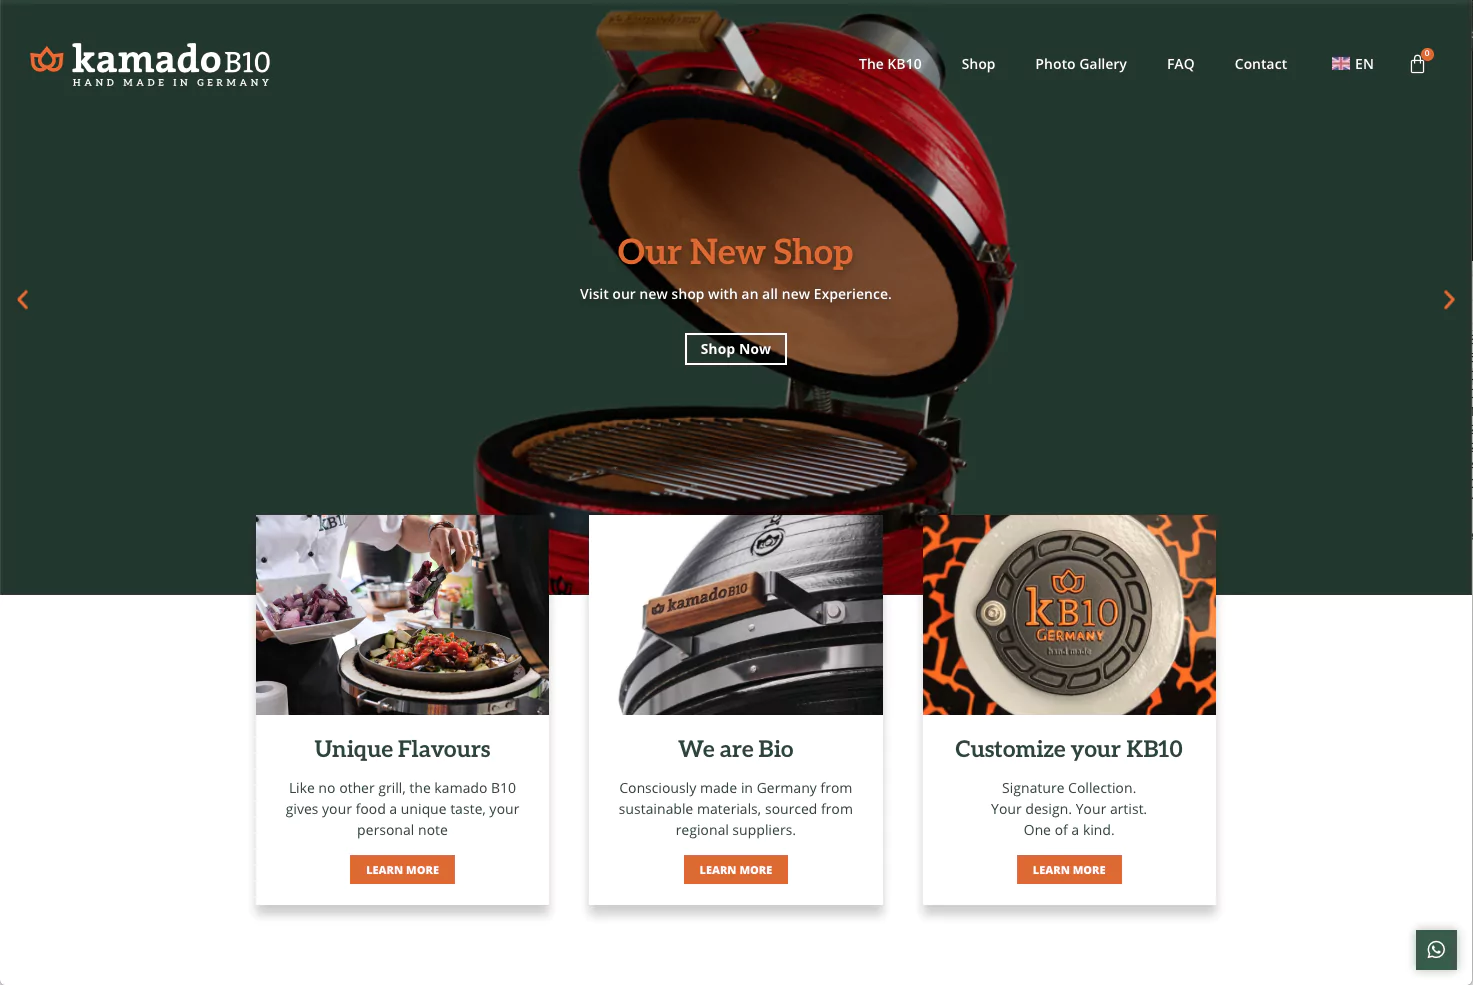 kamado B10
HAND MADE IN GERMANY
The KB10
Shop
Photo Gallery
FAQ
Contact
EN
0
Our New Shop
Visit our new shop with an all new Experience.
Shop Now
KB1
kamado B10
kB10
GERMANY
hand made
Unique Flavours
Like no other grill, the kamado B10
gives your food a unique taste, your
personal note
LEARN MORE
We are Bio
Consciously made in Germany from
sustainable materials, sourced from
regional suppliers.
LEARN MORE
Customize your KB10
Signature Collection.
Your design. Your artist.
One of a kind.
LEARN MORE